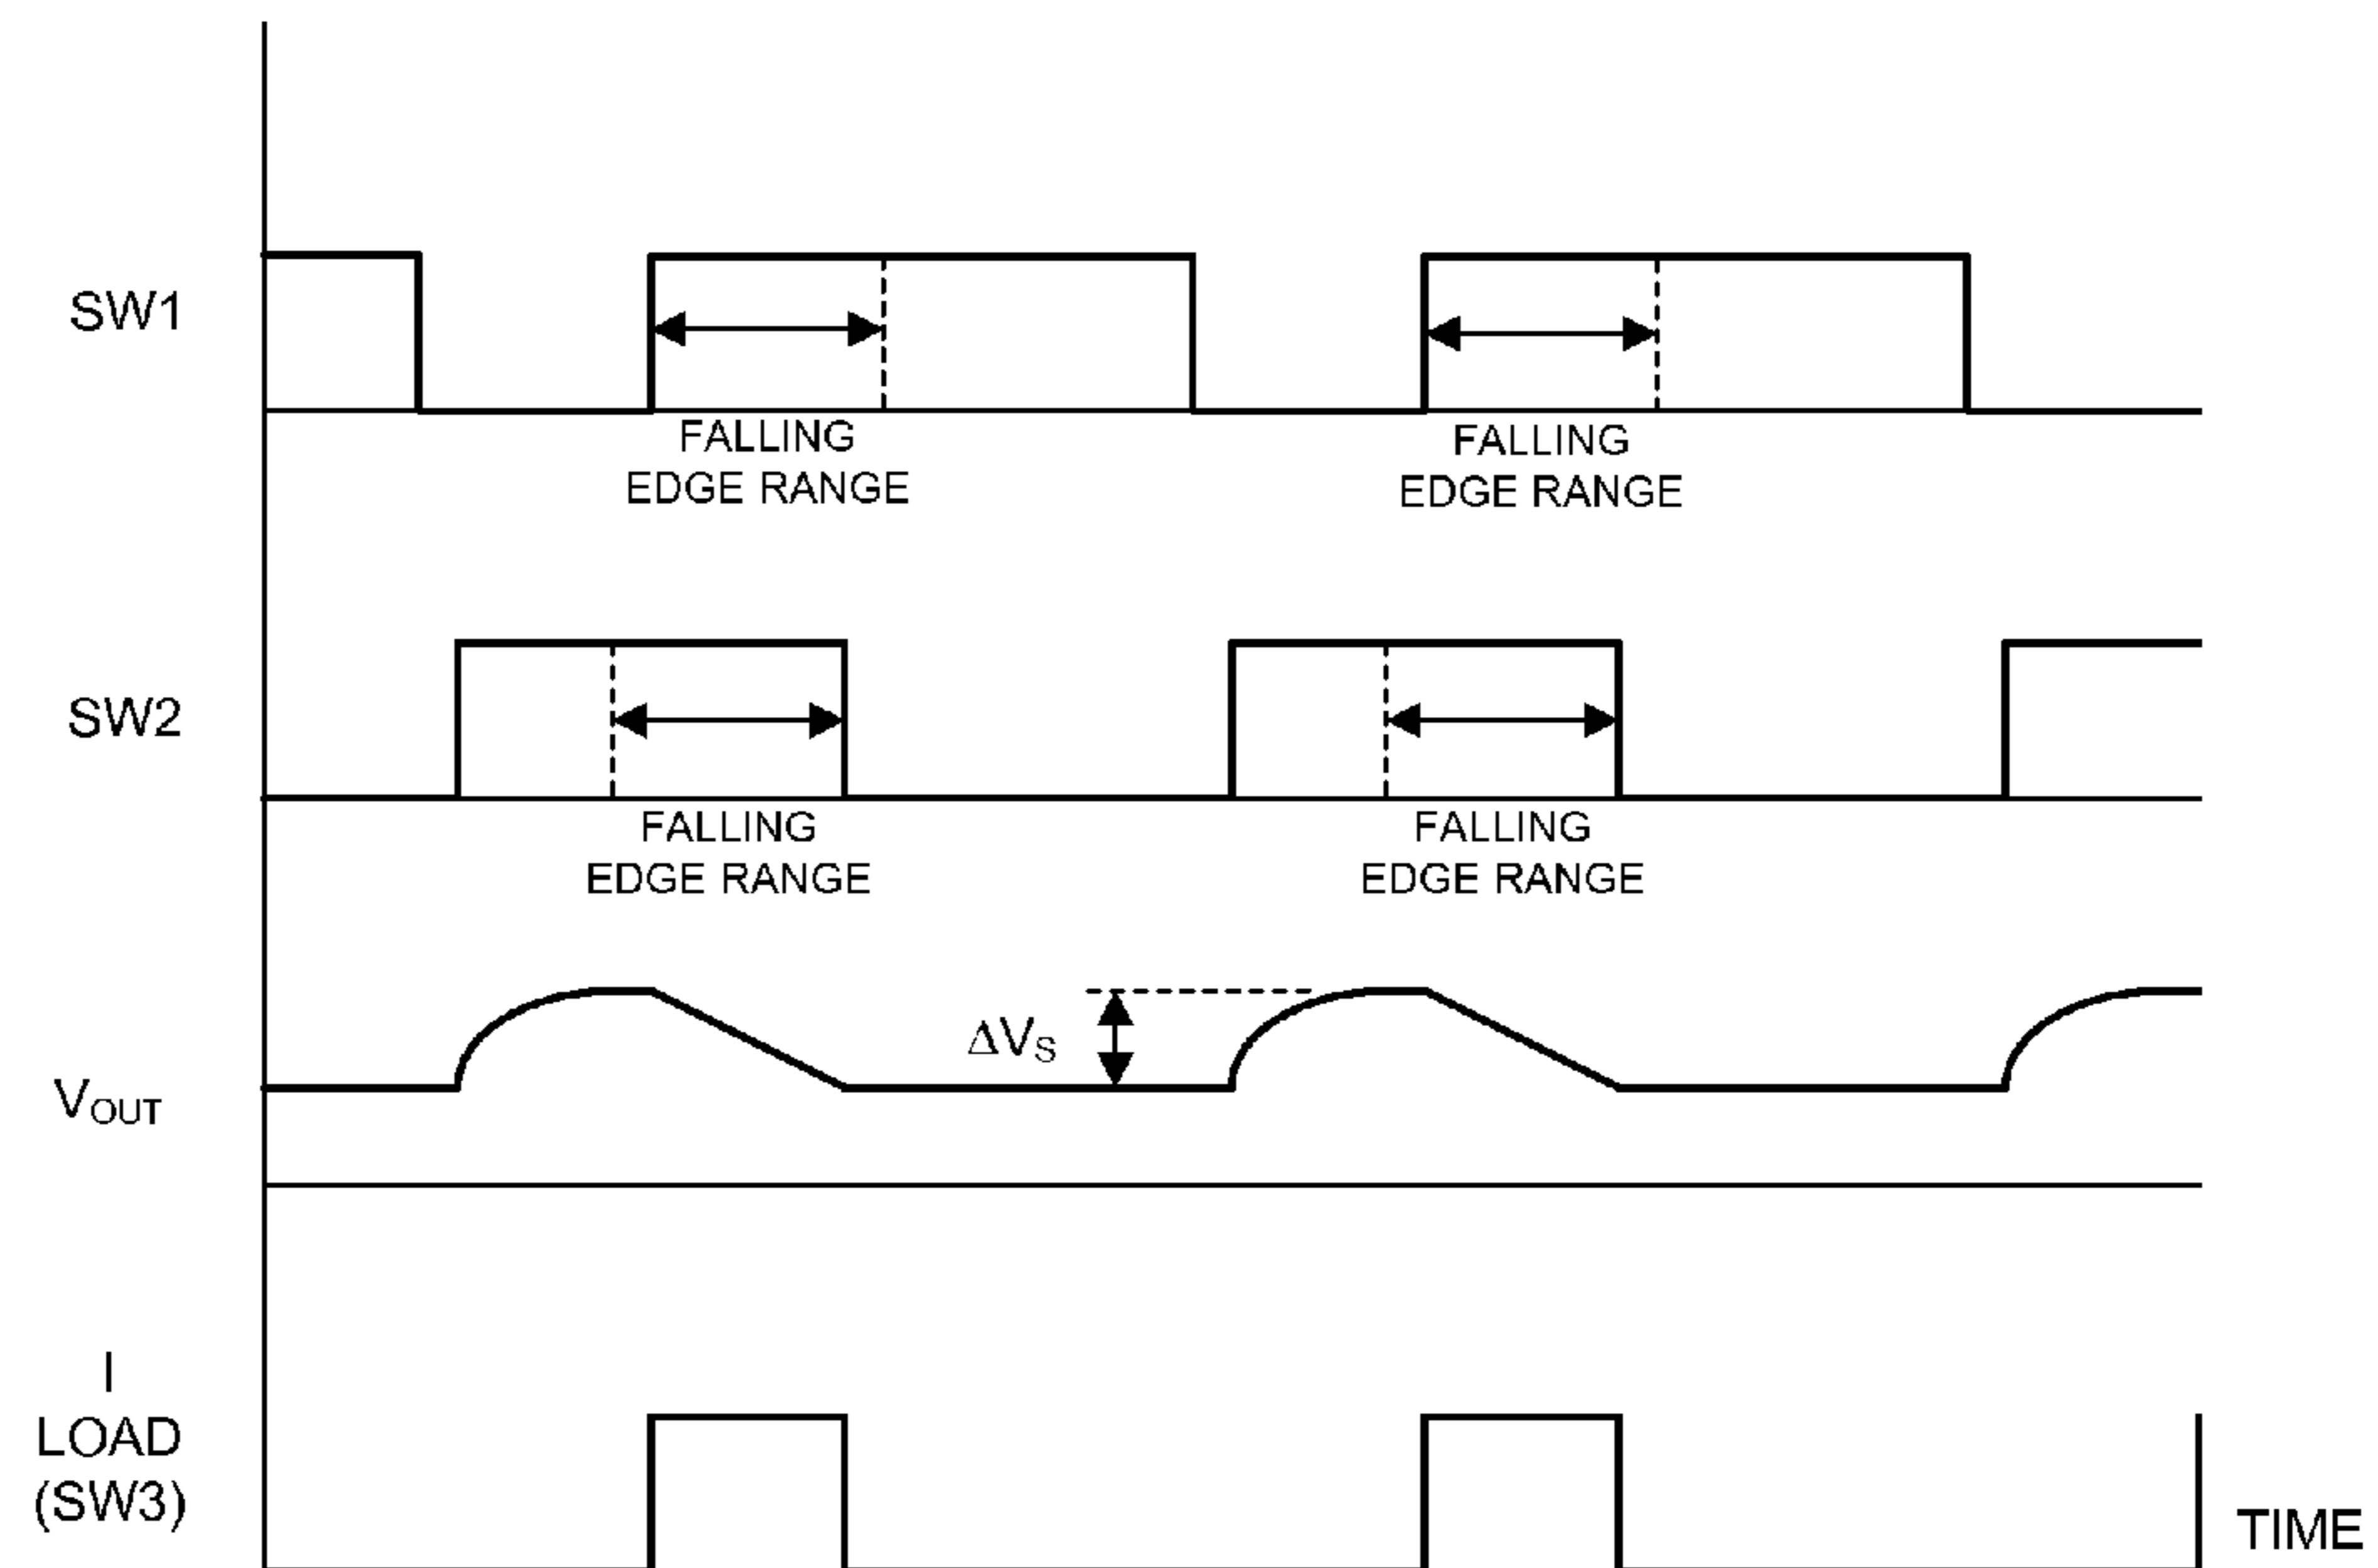 SW1
FALLING
EDGE RANGE
FALLING
EDGE RANGE
SW2
FALLING
EDGE RANGE
FALLING
EDGE RANGE
ΔVS
VOUT
I
LOAD
(SW3)
TIME